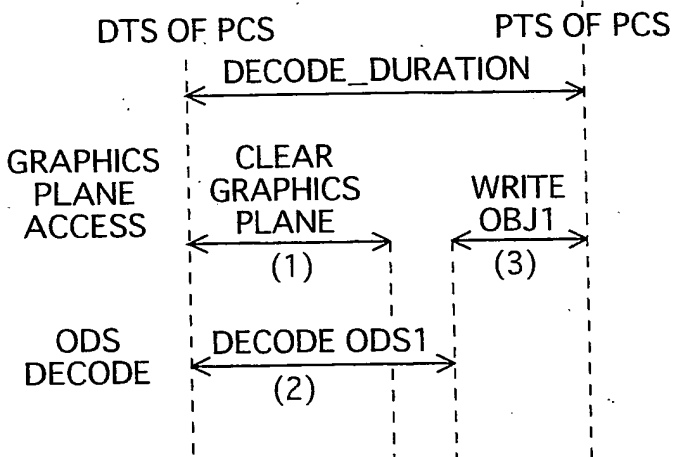 DTS OF PCS
PTS OF PCS
DECODE_DURATION
GRAPHICS
PLANE
ACCESS
CLEAR
GRAPHICS
PLANE
(1)
WRITE
OBJ1
(3)
ODS
DECODE
DECODE ODS1
(2)